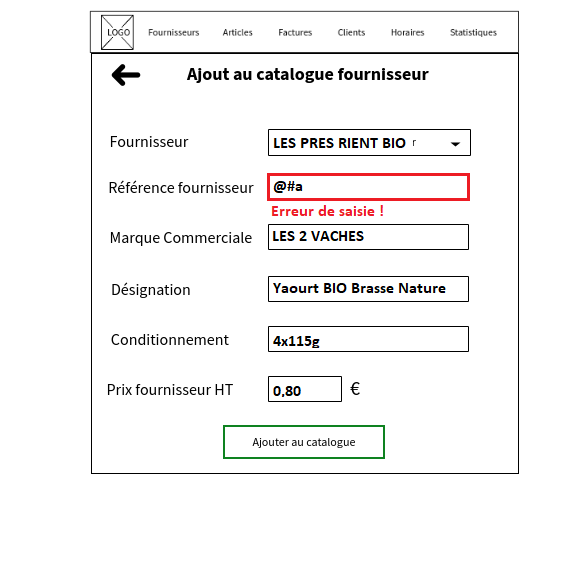 LOGO Fournisseurs Articles Factures Clients Horaires Statistiques
Ajout au catalogue fournisseur
Fournisseur LES PRES RIENT BIO r
Référence fournisseur @#a
Erreur de saisie !
Marque Commerciale LES 2 VACHES
Désignation Yaourt BIO Brasse Nature
Conditionnement 4x115g
Prix fournisseur HT 0,80 €
Ajouter au catalogue